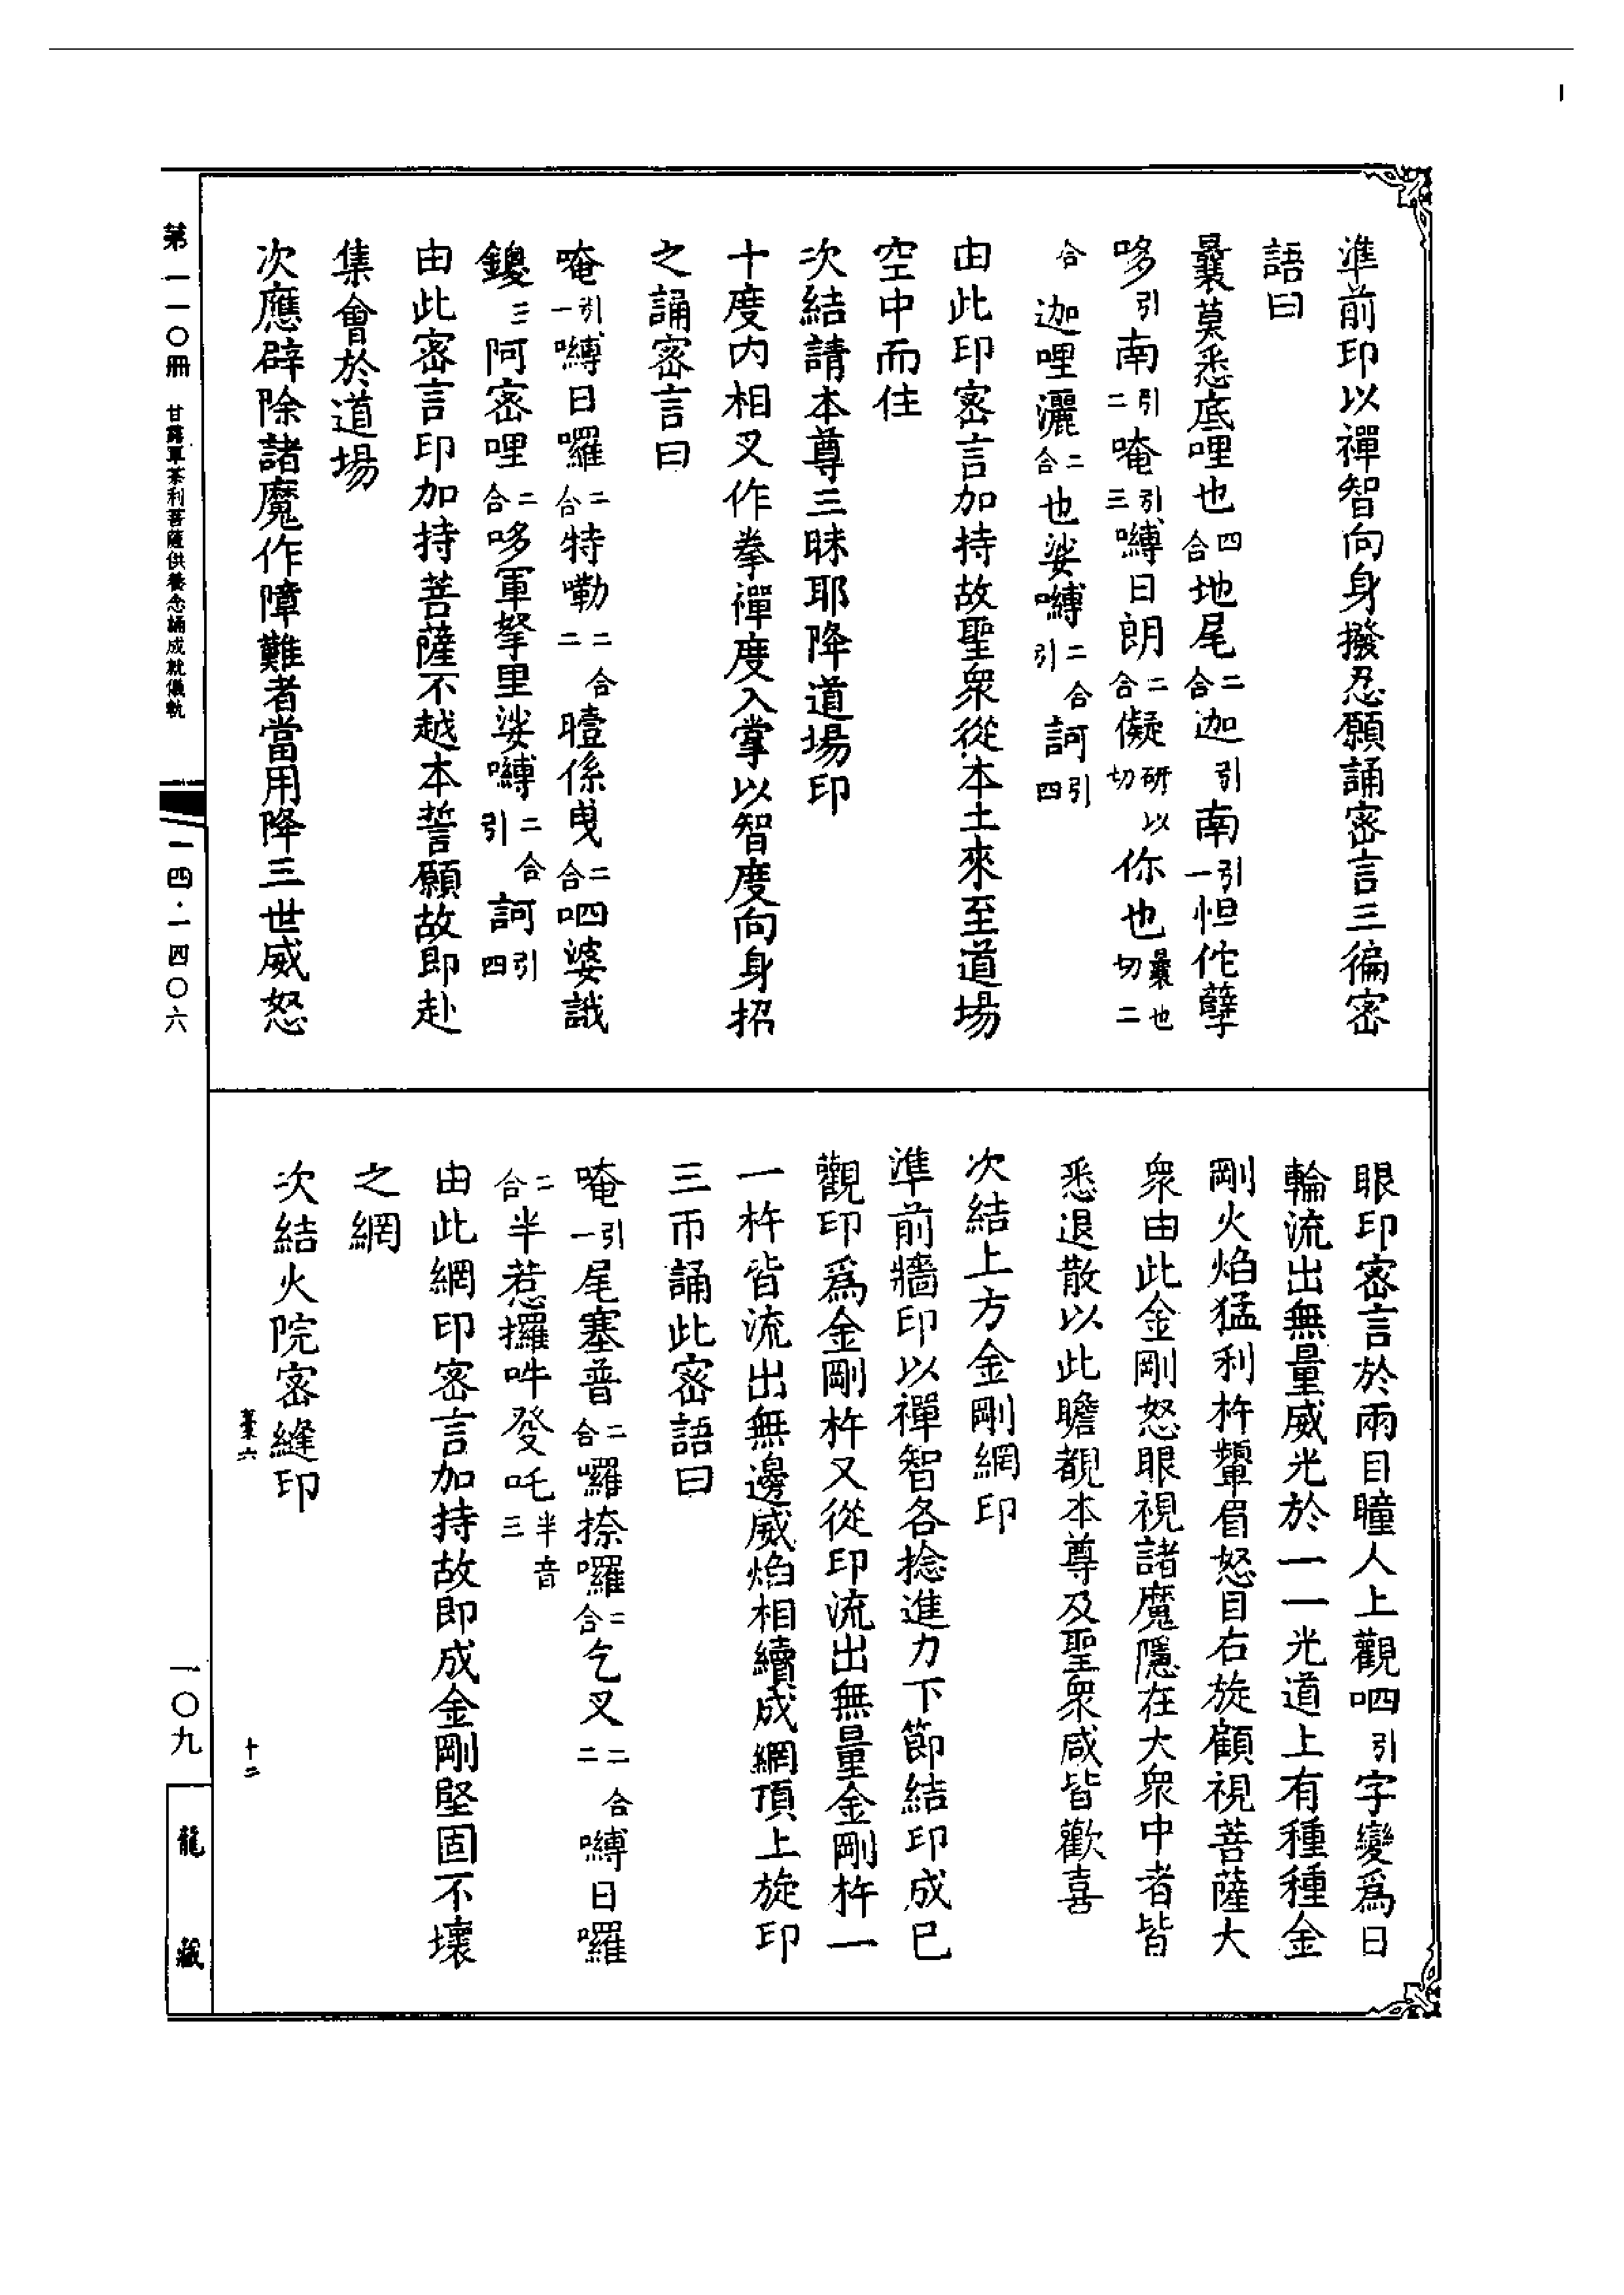 準前印以禪智向身撥忍願誦密言三徧密
語曰
曩莫悉底哩也四合地尾二合迦引南引一怛佗孽
哆引南引二唵引三嚩日朗二合儗研以切你也曩也切二
合迦哩灑二合也娑嚩二合引訶引四
由此印密言加持故聖衆從本土來至道場
空中而住
次結請本尊三昧耶降道場印
十度内相叉作拳禪度入掌以智度向身招
之誦密言曰
唵引一嚩日囉二合特嘞二合二曀係曳二合呬婆誐
鑁三阿密哩二合哆軍拏里娑嚩二合引訶引四
由此密言印加持菩薩不越本誓願故即赴
集會於道場
次應辟除諸魔作障難者當用降三世威怒
眼印密言於兩目瞳人上觀呬引字變爲日
輪流出無量威光於一一光道上有種種金
剛火焰猛利杵顰眉怒目右旋顧視菩薩大
衆由此金剛怒眼視諸魔隱在大衆中者皆
悉退散以此瞻覩本尊及聖衆咸皆歡喜
次結上方金剛網印
準前牆印以禪智各捻進力下節結印成已
觀印爲金剛杵又從印流出無量金剛杵一
一杵皆流出無邊威焰相續成網頂上旋印
三帀誦此密語曰
唵引一尾塞普二合囉捺囉二合乞叉二合二嚩日囉
二合半惹攞吽發吒半音三
由此網印密言加持故即成金剛堅固不壞
之網
次結火院密縫印
十二
第一一〇冊 甘露軍荼利菩薩供養念誦成就儀軌
一四·一四〇六
一〇九
龍藏